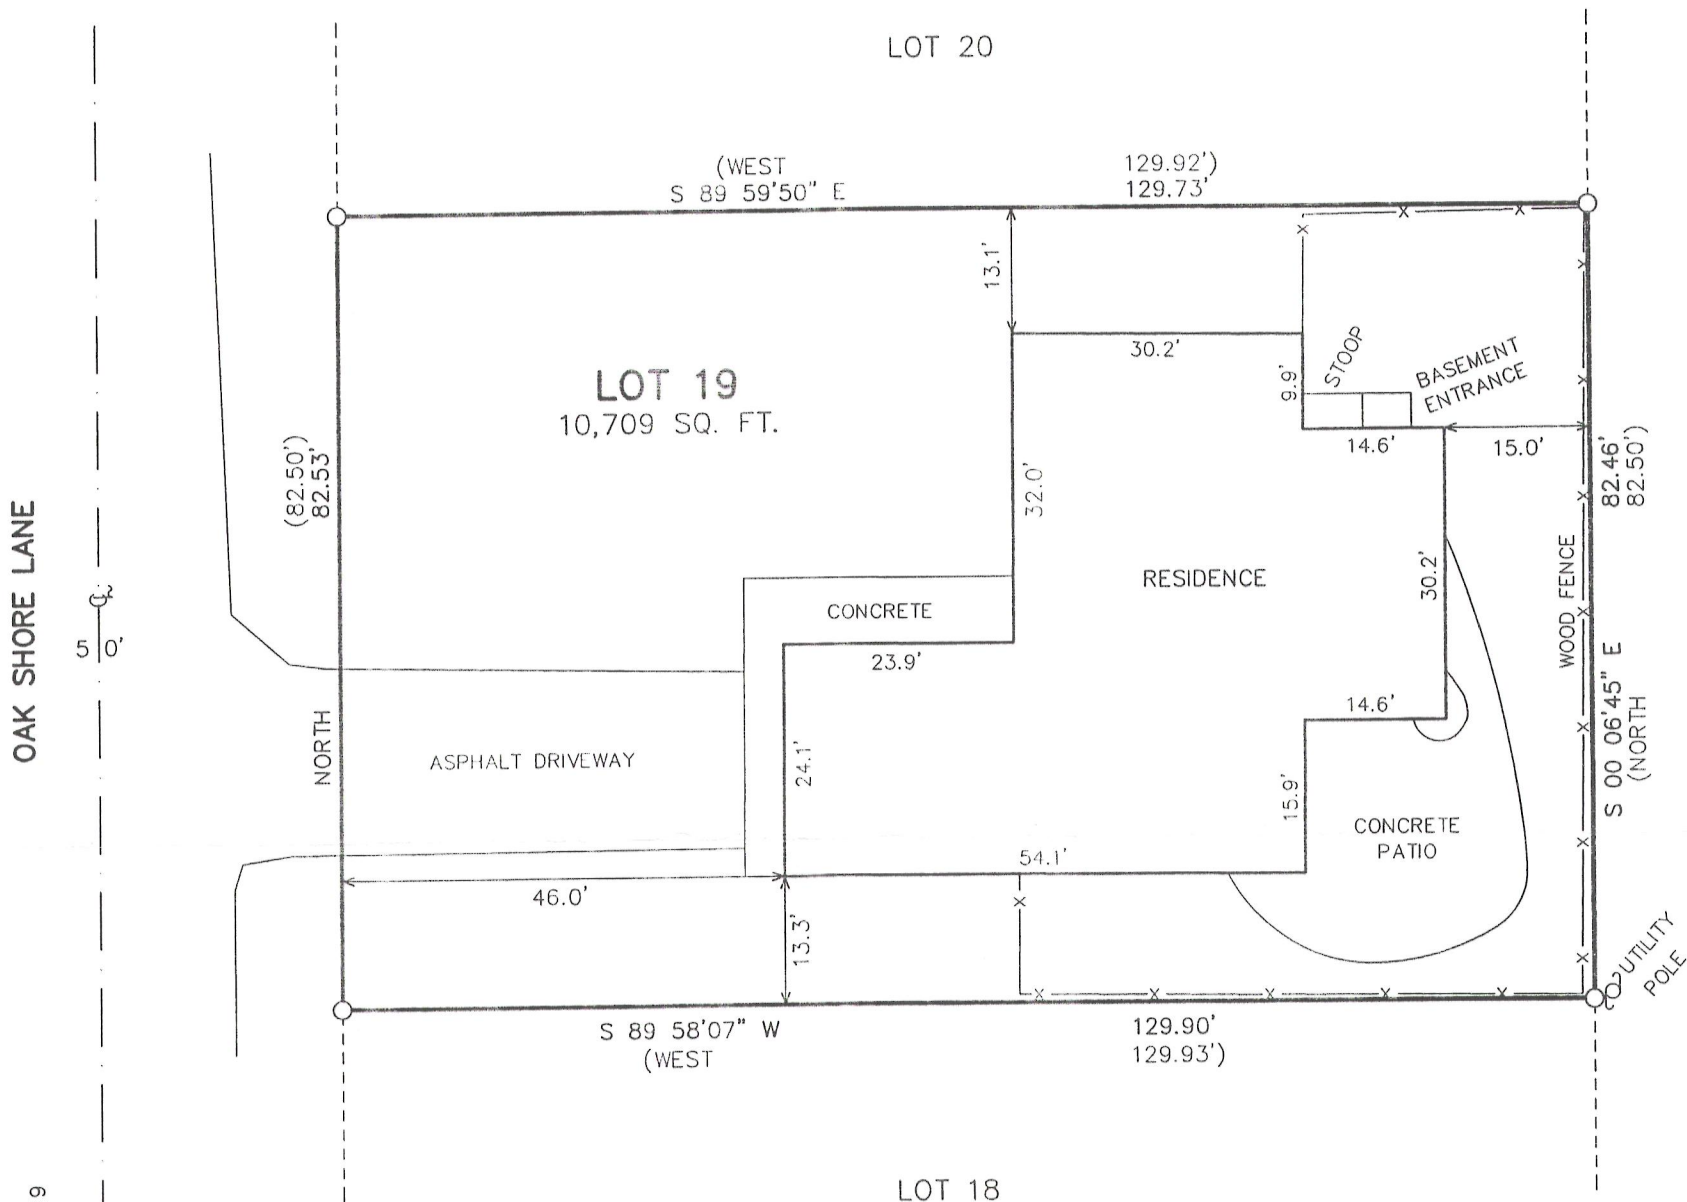 LOT 20
(WEST 129.92')
S 89 59'50" E 129.73'
13.1'
30.2'
STOOP
BASEMENT
ENTRANCE
9.9'
14.6'
15.0'
LOT 19
10,709 SQ. FT.
(82.50')
82.53'
NORTH
32.0'
82.46'
82.50')
S 00 06'45" E
(NORTH
WOOD FENCE
OAK SHORE LANE
℄
50'
CONCRETE
23.9'
RESIDENCE
30.2'
14.6'
ASPHALT DRIVEWAY
24.1'
15.9'
CONCRETE
PATIO
54.1'
46.0'
13.3'
UTILITY
POLE
S 89 58'07" W 129.90'
(WEST 129.93')
LOT 18
9